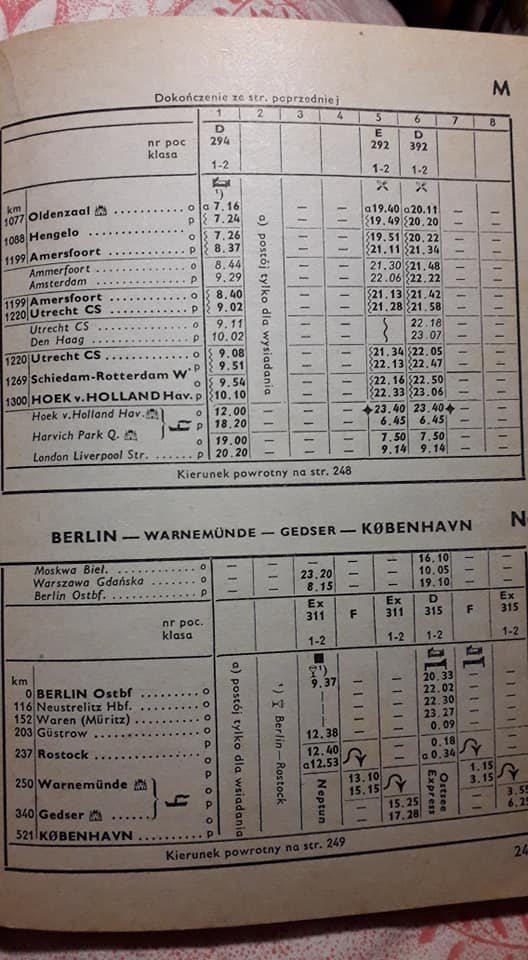 M
Dokończenie ze str. poprzedniej
1 2 3 4 5 6 7 8
D E D
nr poc 294 292 392
klasa
1-2 1-2 1-2
km ¹)
1077 Oldenzaal o a 7.16 a19.40 a20.11 — —
p 7.24 — — 19.49 20.20 — —
1088 Hengelo o 7.26 — — 19.51 20.22 — —
1199 Amersfoort p 8.37 — — 21.11 21.34 — —
Ammerfoort o 8.44 — — 21.30 21.48 — —
Amsterdam p 9.29 — — 22.06 22.22 — —
1199 Amersfoort o 8.40 — — 21.13 21.42 — —
1220 Utrecht CS p 9.02 — — 21.28 21.58 — —
Utrecht CS o 9.11 — — 22.18 — —
Den Haag p 10.02 — — 23.07 — —
1220 Utrecht CS o 9.08 — — 21.34 22.05 — —
1269 Schiedam-Rotterdam W. p 9.51 — — 22.13 22.47 — —
o 9.54 — — 22.16 22.50 — —
1300 HOEK v.HOLLAND Hav. p 10.10 — — 22.33 23.06 — —
Hoek v.Holland Hav. o 12.00 — — 23.40 23.40 — —
Harvich Park Q. p 18.20 — — 6.45 6.45 — —
o 19.00 — — 7.50 7.50 — —
London Liverpool Str. p 20.20 — — 9.14 9.14 — —
a) postój tylko dla wysiadania
Kierunek powrotny na str. 248
BERLIN — WARNEMÜNDE — GEDSER — KØBENHAVN N
Moskwa Biel. o — — — — — 16.10 — —
Warszawa Gdańska o — — 23.20 — — 10.05 — —
Berlin Ostbf. p — — 8.15 — — 19.10 — —
Ex Ex D Ex
nr poc. 311 F 311 315 F 315
klasa
1-2 1-2 1-2 1-2
km ¹)
0 BERLIN Ostbf o 9.37 — — 20.33 — —
116 Neustrelitz Hbf. o — — 22.02 — —
152 Waren (Müritz) o — — 22.30 — —
203 Güstrow o — — 23.27 — —
p 12.38 — — 0.09 — —
237 Rostock o 12.40 — 0.18 —
p a12.53 — a 0.34 —
250 Warnemünde o 13.10 — 1.15
p 15.15 — 3.15
340 Gedser o — 15.25 — — 3.55
521 KØBENHAVN p — 17.28 — — 6.25
a) postój tylko dla wsiadania
¹) Berlin—Rostock
Neptun
Ostsee Express
Kierunek powrotny na str. 249
24